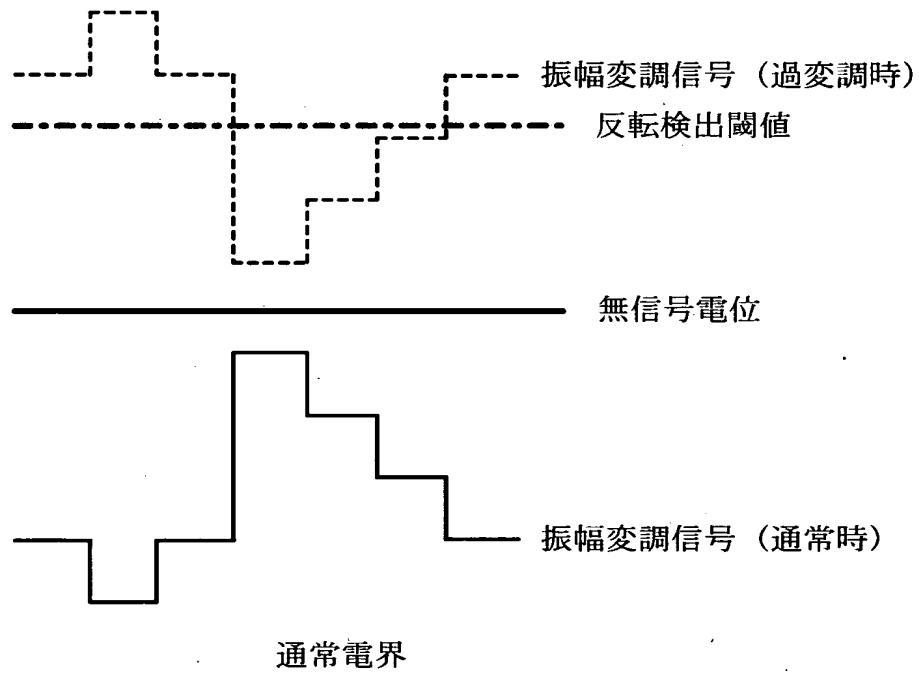 振幅変調信号（過変調時）
反転検出閾値
無信号電位
振幅変調信号（通常時）
通常電界